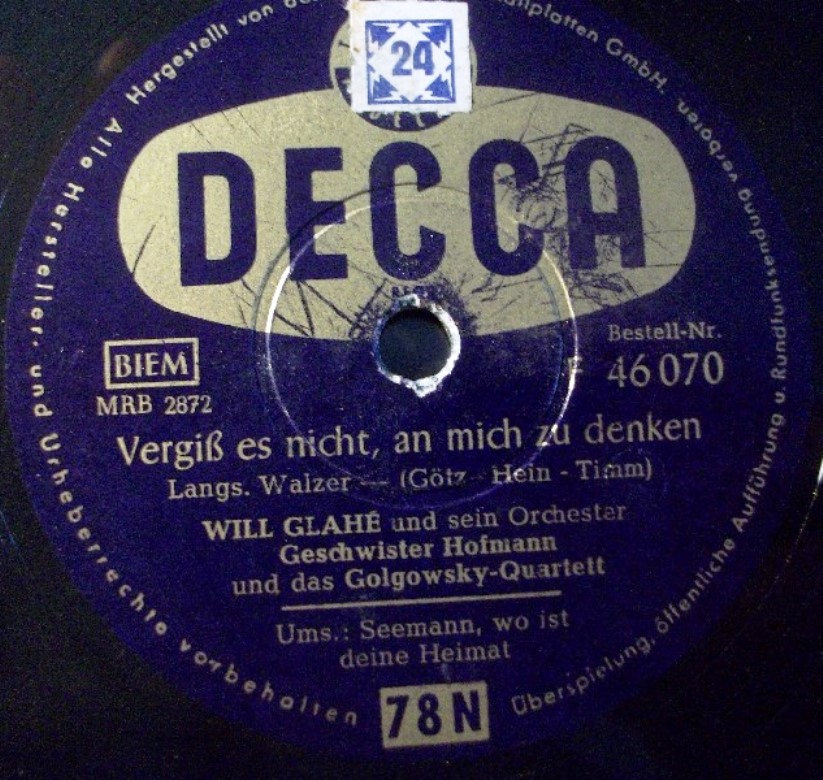 24
DECCA
BIEM
MRB 2872
Bestell-Nr.
46 070
Vergiß es nicht, an mich zu denken
Langs. Walzer — (Götz - Hein - Timm)
WILL GLAHÉ und sein Orchester
Geschwister Hofmann
und das Golgowsky-Quartett
Ums.: Seemann, wo ist
deine Heimat
78 N
Alle Hersteller- und Urheberrechte vorbehalten
Überspielung, öffentliche Aufführung u. Rundfunksendung verboten
Hergestellt von der
GmbH.